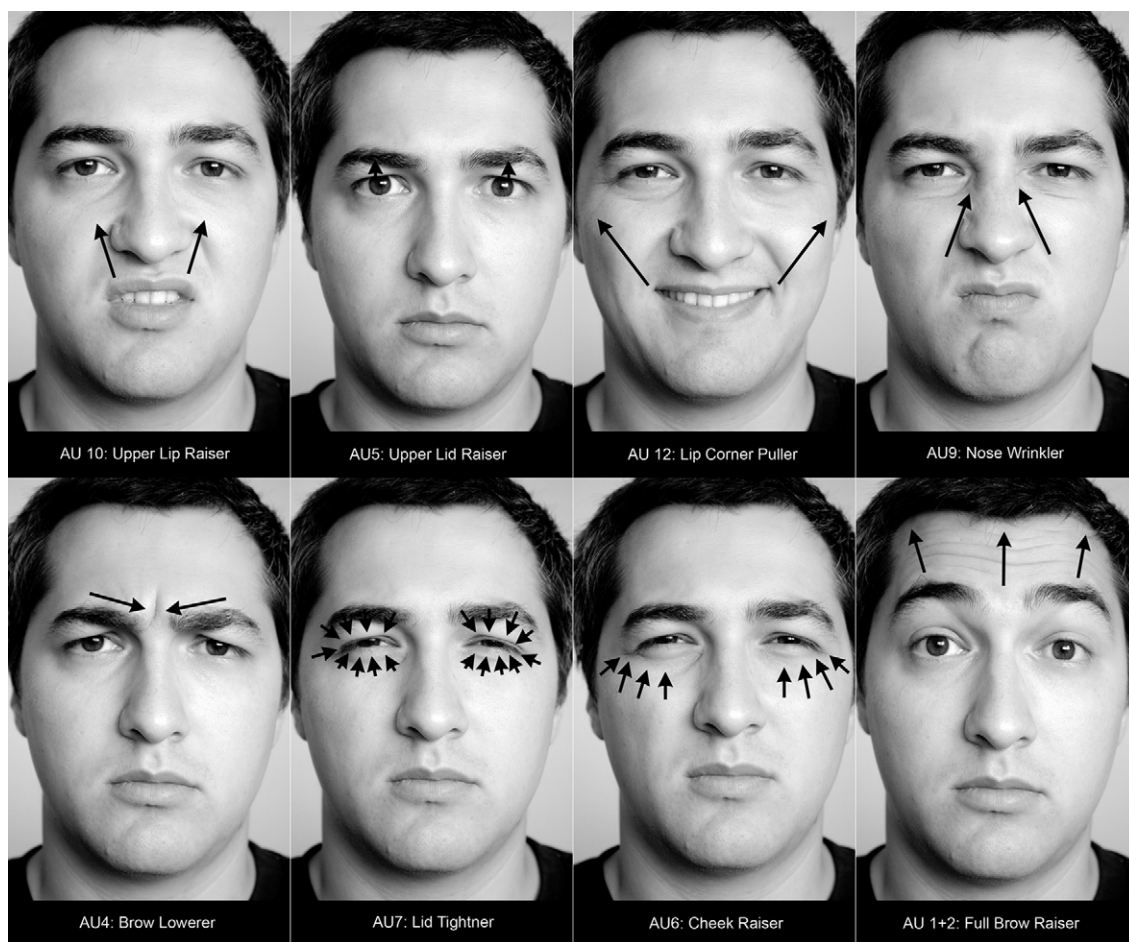 AU 10: Upper Lip Raiser
AU5: Upper Lid Raiser
AU 12: Lip Corner Puller
AU9: Nose Wrinkler
AU4: Brow Lowerer
AU7: Lid Tightner
AU6: Cheek Raiser
AU 1+2: Full Brow Raiser